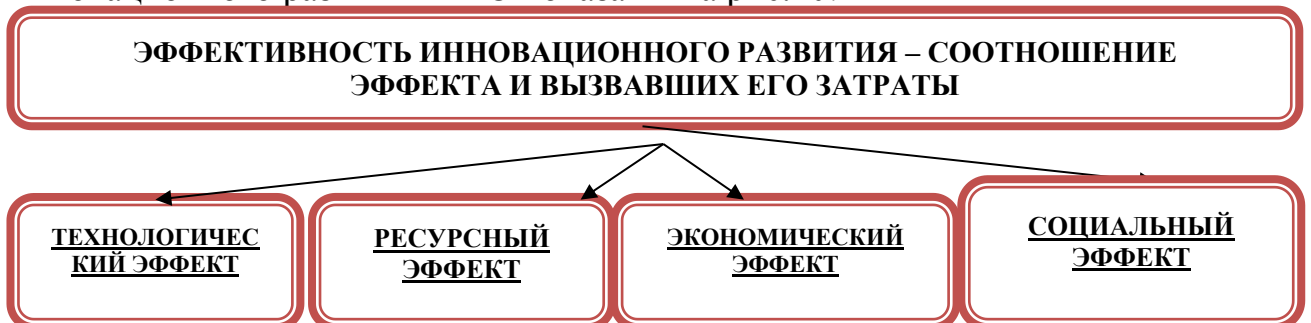 ЭФФЕКТИВНОСТЬ ИННОВАЦИОННОГО РАЗВИТИЯ – СООТНОШЕНИЕ
ЭФФЕКТА И ВЫЗВАВШИХ ЕГО ЗАТРАТЫ
ТЕХНОЛОГИЧЕС
КИЙ ЭФФЕКТ
РЕСУРСНЫЙ
ЭФФЕКТ
ЭКОНОМИЧЕСКИЙ
ЭФФЕКТ
СОЦИАЛЬНЫЙ
ЭФФЕКТ